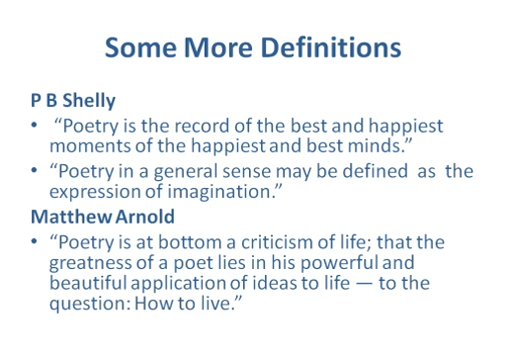 Some More Definitions
P B Shelly
• “Poetry is the record of the best and happiest
moments of the happiest and best minds.”
• “Poetry in a general sense may be defined as the
expression of imagination.”
Matthew Arnold
• “Poetry is at bottom a criticism of life; that the
greatness of a poet lies in his powerful and
beautiful application of ideas to life — to the
question: How to live.”